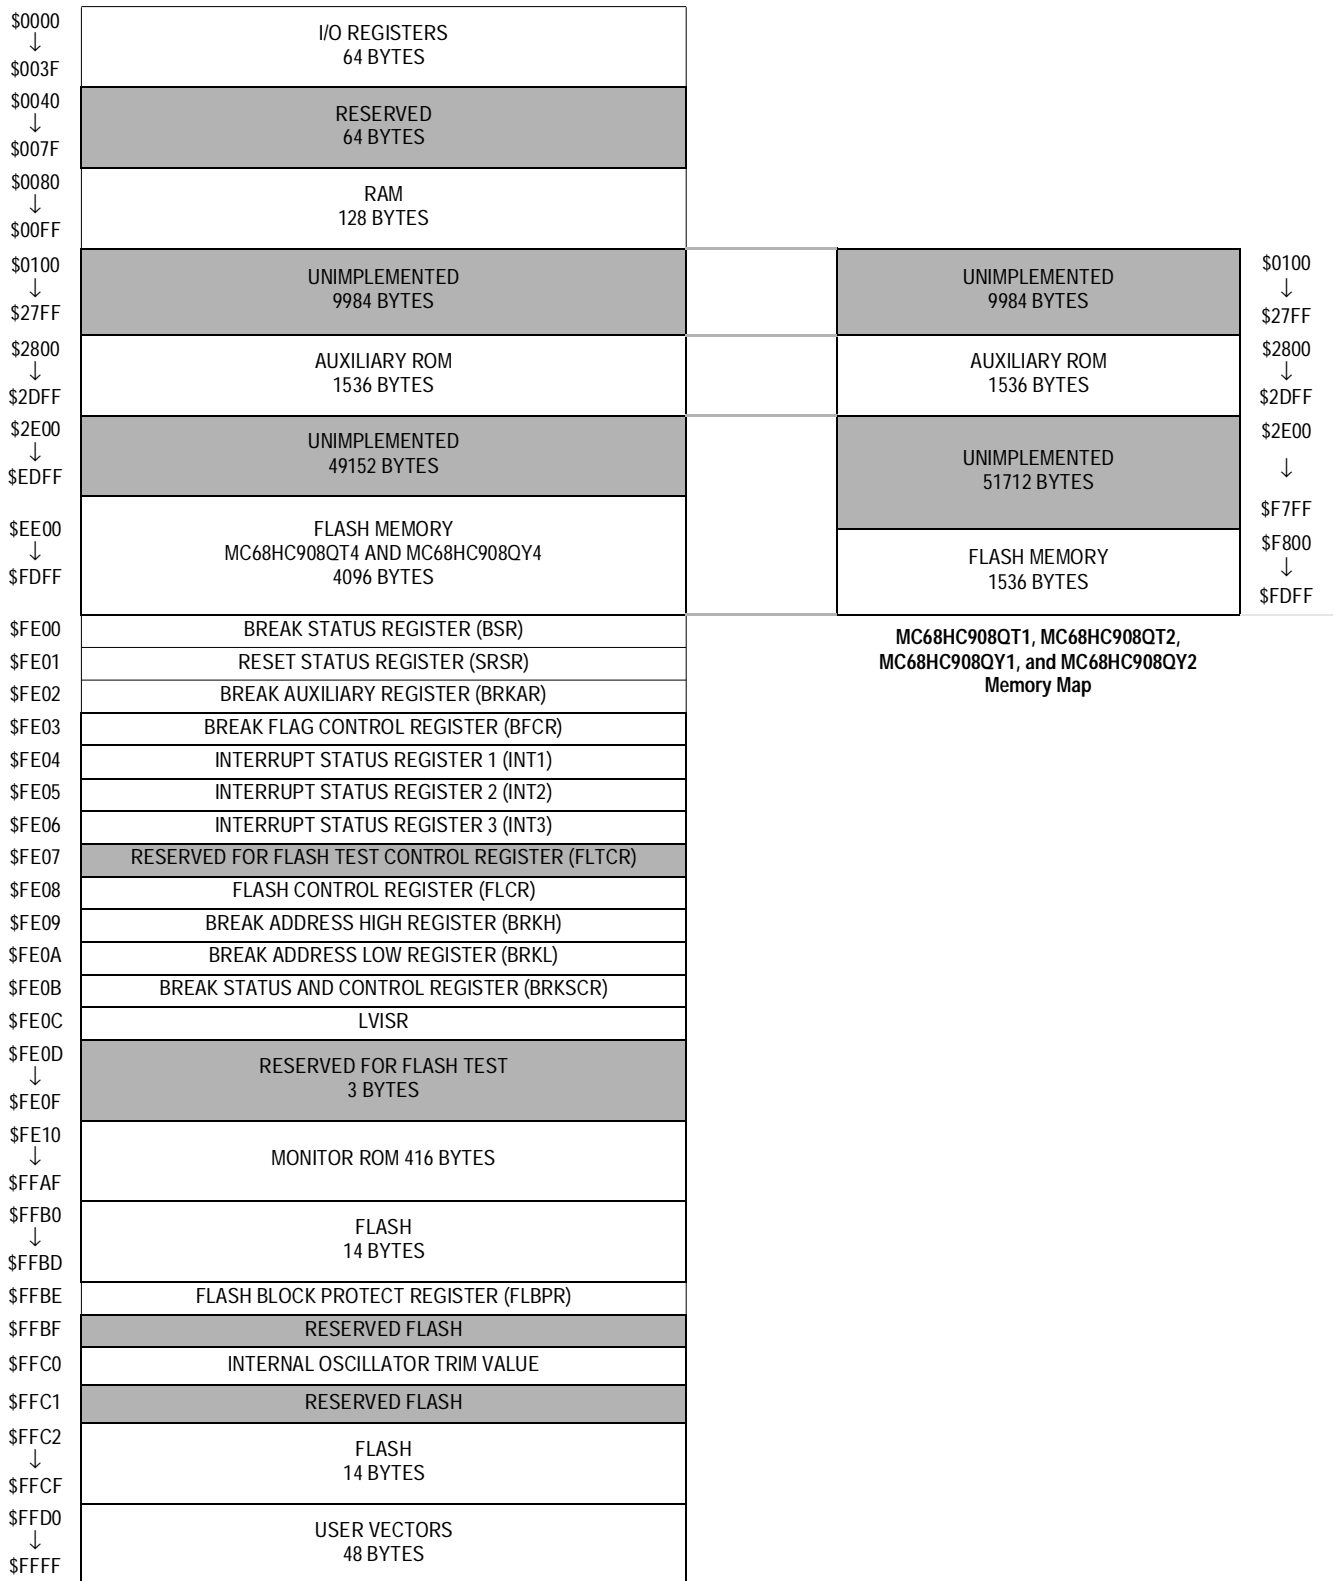 $0000
↓
$003F
I/O REGISTERS
64 BYTES
$0040
↓
$007F
RESERVED
64 BYTES
$0080
↓
$00FF
RAM
128 BYTES
$0100
↓
$27FF
UNIMPLEMENTED
9984 BYTES
UNIMPLEMENTED
9984 BYTES
$0100
↓
$27FF
$2800
↓
$2DFF
AUXILIARY ROM
1536 BYTES
AUXILIARY ROM
1536 BYTES
$2800
↓
$2DFF
$2E00
↓
$EDFF
UNIMPLEMENTED
49152 BYTES
UNIMPLEMENTED
51712 BYTES
$2E00
↓
$F7FF
$EE00
↓
$FDFF
FLASH MEMORY
MC68HC908QT4 AND MC68HC908QY4
4096 BYTES
FLASH MEMORY
1536 BYTES
$F800
↓
$FDFF
MC68HC908QT1, MC68HC908QT2,
MC68HC908QY1, and MC68HC908QY2
Memory Map
$FE00 BREAK STATUS REGISTER (BSR)
$FE01 RESET STATUS REGISTER (SRSR)
$FE02 BREAK AUXILIARY REGISTER (BRKAR)
$FE03 BREAK FLAG CONTROL REGISTER (BFCR)
$FE04 INTERRUPT STATUS REGISTER 1 (INT1)
$FE05 INTERRUPT STATUS REGISTER 2 (INT2)
$FE06 INTERRUPT STATUS REGISTER 3 (INT3)
$FE07 RESERVED FOR FLASH TEST CONTROL REGISTER (FLTCR)
$FE08 FLASH CONTROL REGISTER (FLCR)
$FE09 BREAK ADDRESS HIGH REGISTER (BRKH)
$FE0A BREAK ADDRESS LOW REGISTER (BRKL)
$FE0B BREAK STATUS AND CONTROL REGISTER (BRKSCR)
$FE0C LVISR
$FE0D
↓
$FE0F
RESERVED FOR FLASH TEST
3 BYTES
$FE10
↓
$FFAF
MONITOR ROM 416 BYTES
$FFB0
↓
$FFBD
FLASH
14 BYTES
$FFBE FLASH BLOCK PROTECT REGISTER (FLBPR)
$FFBF RESERVED FLASH
$FFC0 INTERNAL OSCILLATOR TRIM VALUE
$FFC1 RESERVED FLASH
$FFC2
↓
$FFCF
FLASH
14 BYTES
$FFD0
↓
$FFFF
USER VECTORS
48 BYTES